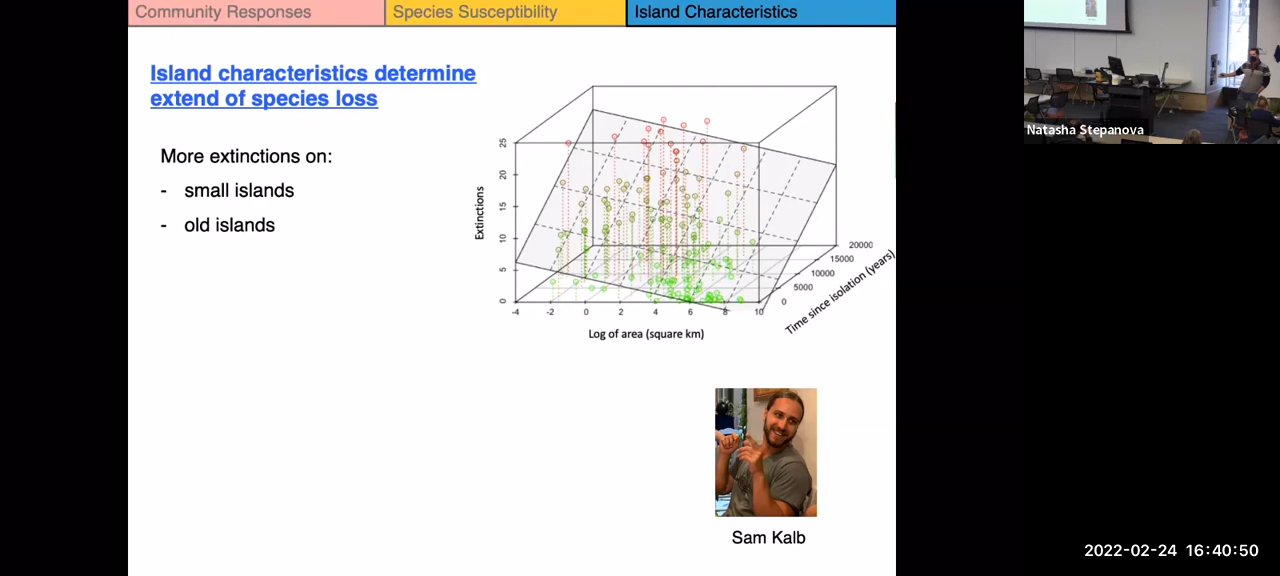 Community Responses
Species Susceptibility
Island Characteristics
Island characteristics determine
extend of species loss
More extinctions on:
- small islands
- old islands
Extinctions
25
20
15
10
5
0
-4 -2 0 2 4 6 8 10
Log of area (square km)
0
5000
10000
15000
20000
Time since isolation (years)
Sam Kalb
Natasha Stepanova
2022-02-24 16:40:50